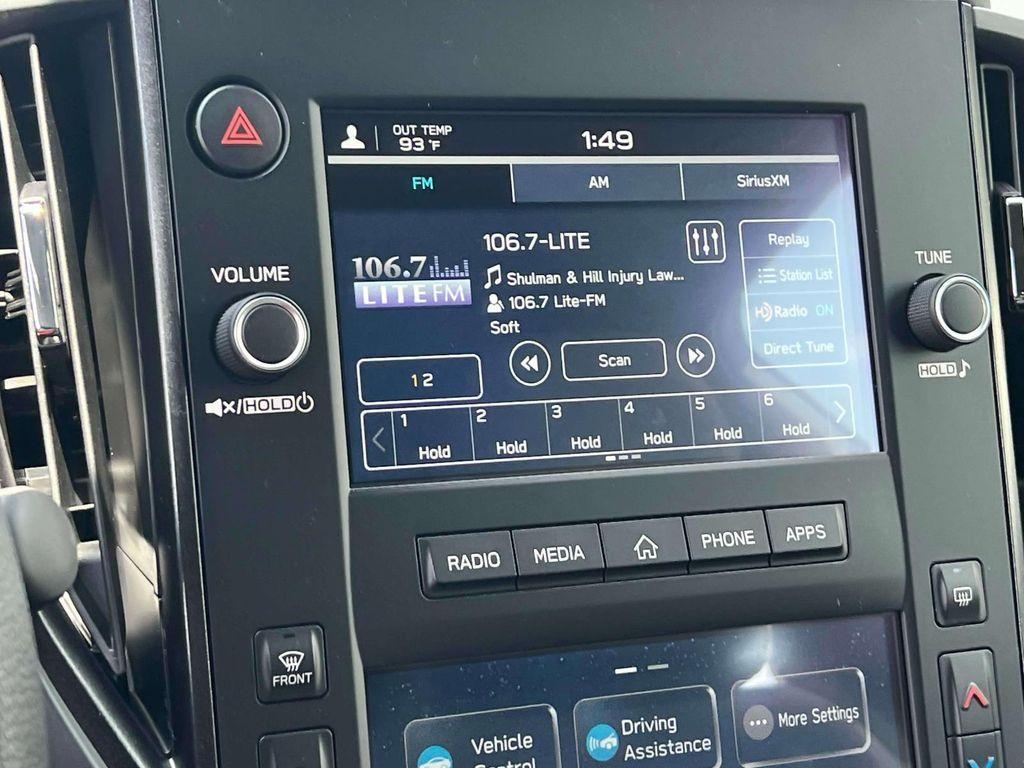 OUT TEMP
93 °F
1:49
FM
AM
SiriusXM
106.7-LITE
106.7
LITE FM
Shulman & Hill Injury Law...
106.7 Lite-FM
Soft
Replay
Station List
HD Radio ON
Direct Tune
Scan
1 2
1 Hold
2 Hold
3 Hold
4 Hold
5 Hold
6 Hold
VOLUME
/HOLD
TUNE
HOLD
RADIO
MEDIA
PHONE
APPS
FRONT
Vehicle
Control
Driving
Assistance
More Settings